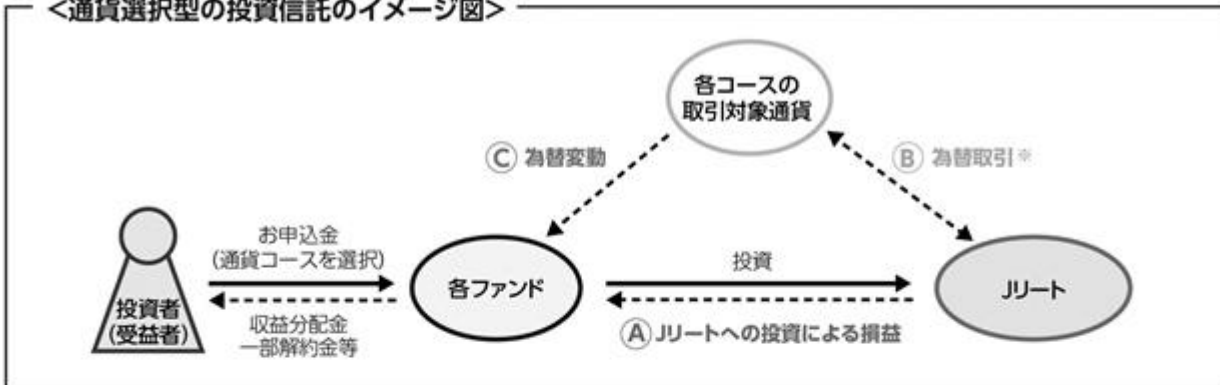 <通貨選択型の投資信託のイメージ図>
各コースの
取引対象通貨
Ⓒ 為替変動
Ⓑ 為替取引※
お申込金
(通貨コースを選択)
投資者
(受益者)
収益分配金
一部解約金等
各ファンド
投資
Ⓐ Jリートへの投資による損益
Jリート